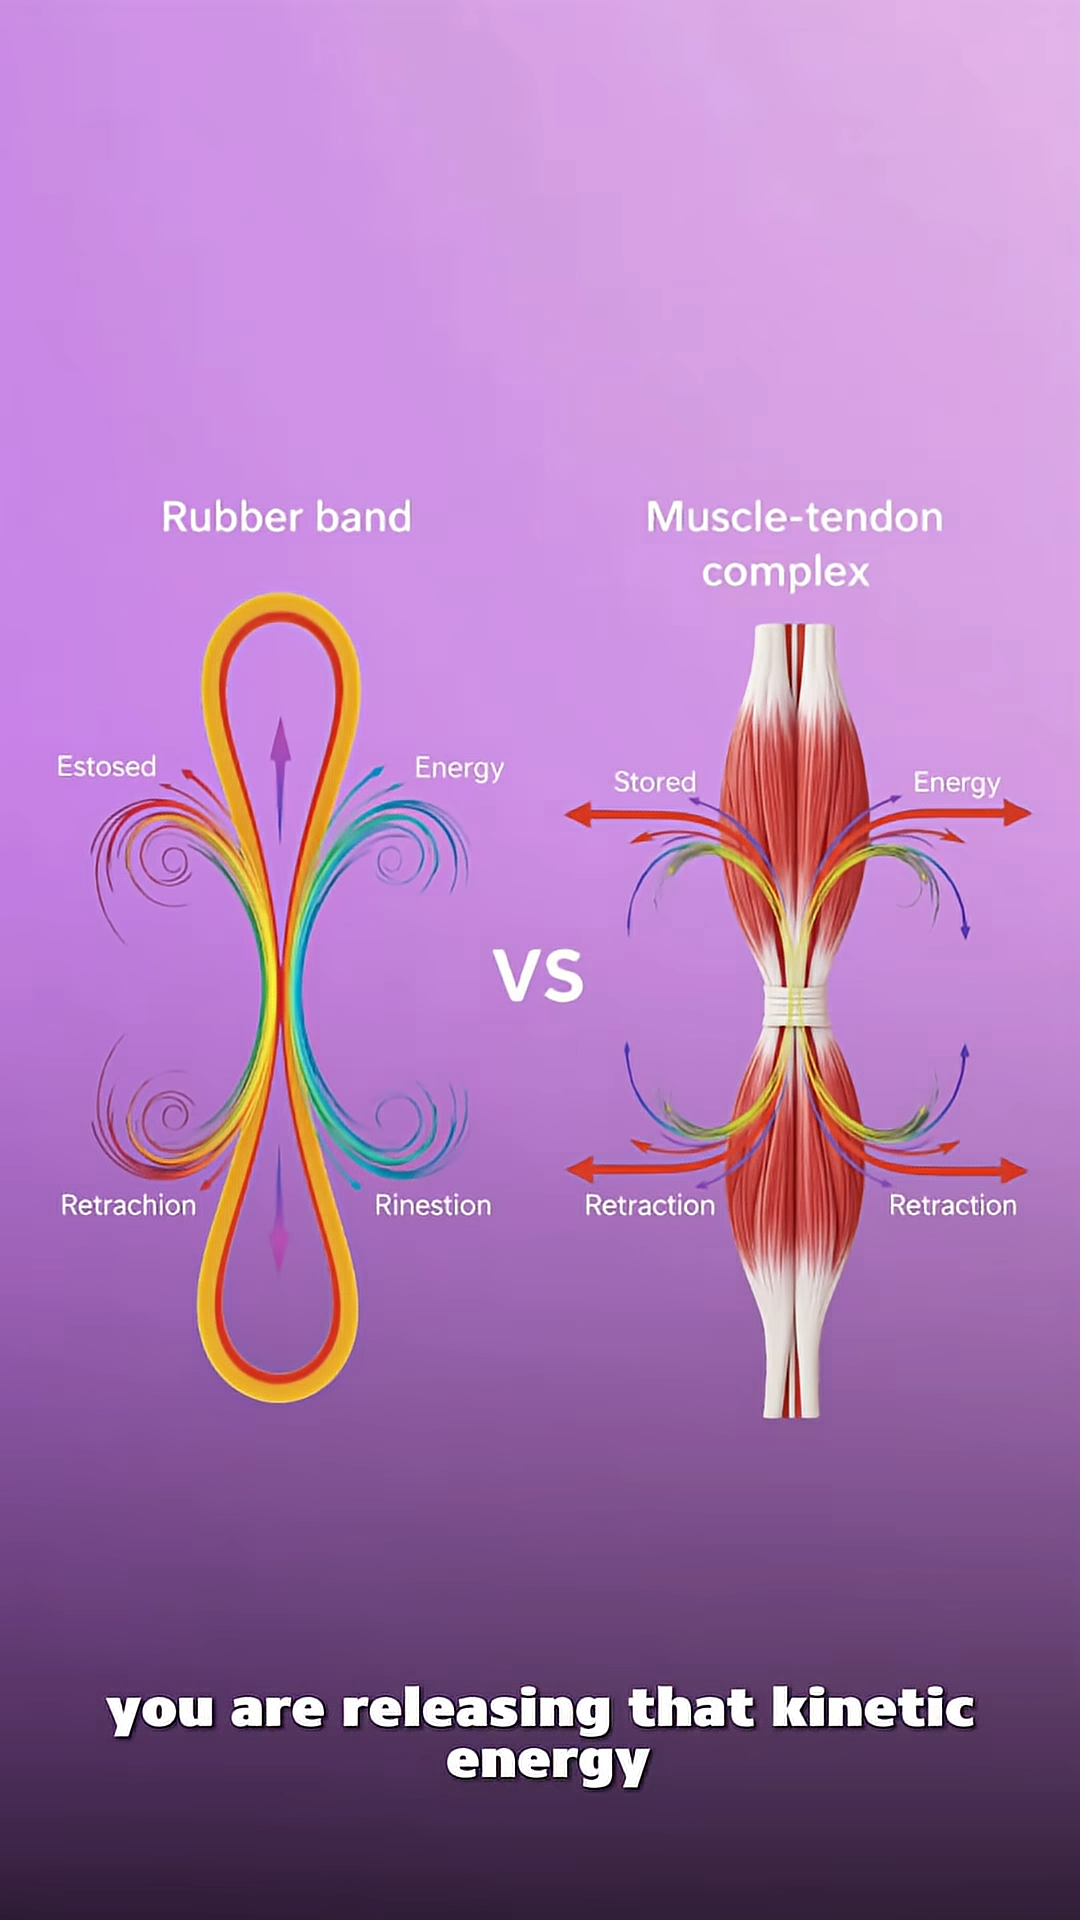 Rubber band
Muscle-tendon
complex
Estosed
Energy
Stored
Energy
VS
Retrachion
Rinestion
Retraction
Retraction
you are releasing that kinetic
energy